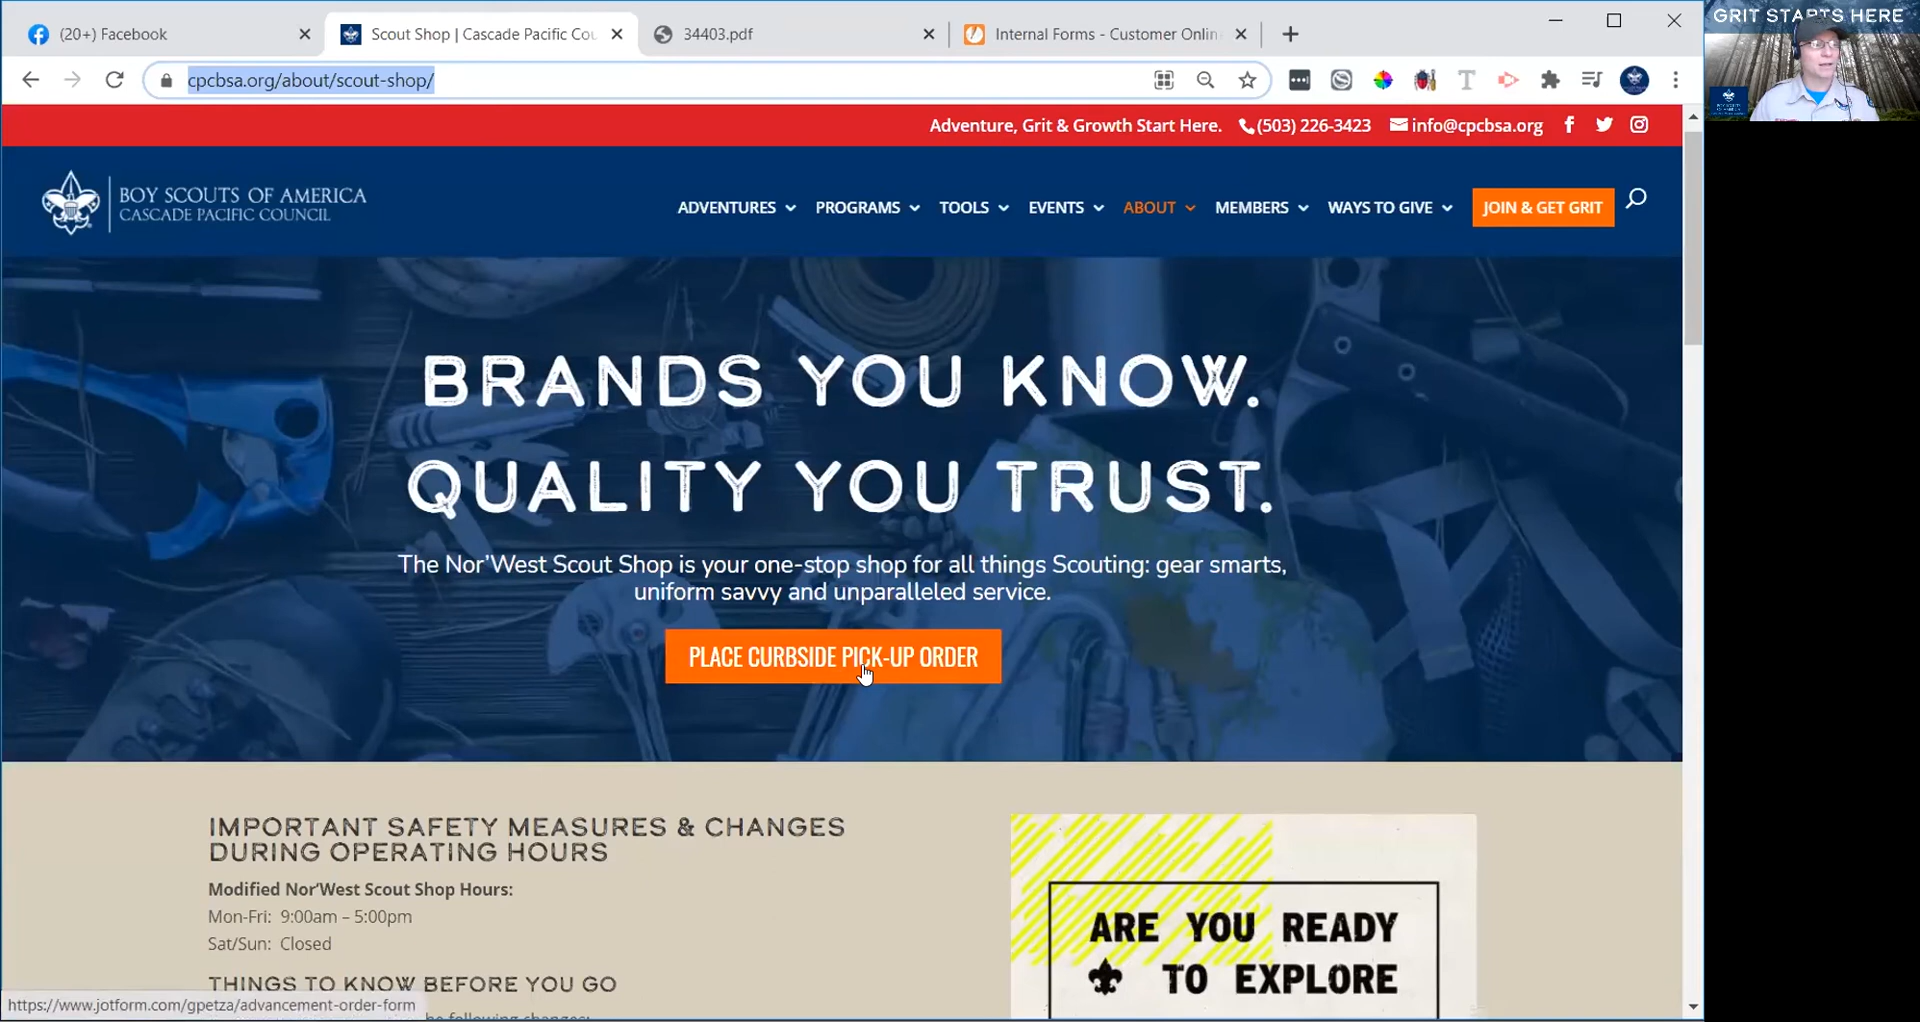 (20+) Facebook
Scout Shop | Cascade Pacific Cou
34403.pdf
Internal Forms - Customer Onlin
GRIT STARTS HERE
cpcbsa.org/about/scout-shop/
Adventure, Grit & Growth Start Here. (503) 226-3423 info@cpcbsa.org
BOY SCOUTS OF AMERICA
CASCADE PACIFIC COUNCIL
ADVENTURES PROGRAMS TOOLS EVENTS ABOUT MEMBERS WAYS TO GIVE JOIN & GET GRIT
BRANDS YOU KNOW.
QUALITY YOU TRUST.
The Nor'West Scout Shop is your one-stop shop for all things Scouting: gear smarts,
uniform savvy and unparalleled service.
PLACE CURBSIDE PICK-UP ORDER
IMPORTANT SAFETY MEASURES & CHANGES
DURING OPERATING HOURS
Modified Nor'West Scout Shop Hours:
Mon-Fri: 9:00am – 5:00pm
Sat/Sun: Closed
THINGS TO KNOW BEFORE YOU GO
ARE YOU READY
TO EXPLORE
https://www.jotform.com/gpetza/advancement-order-form